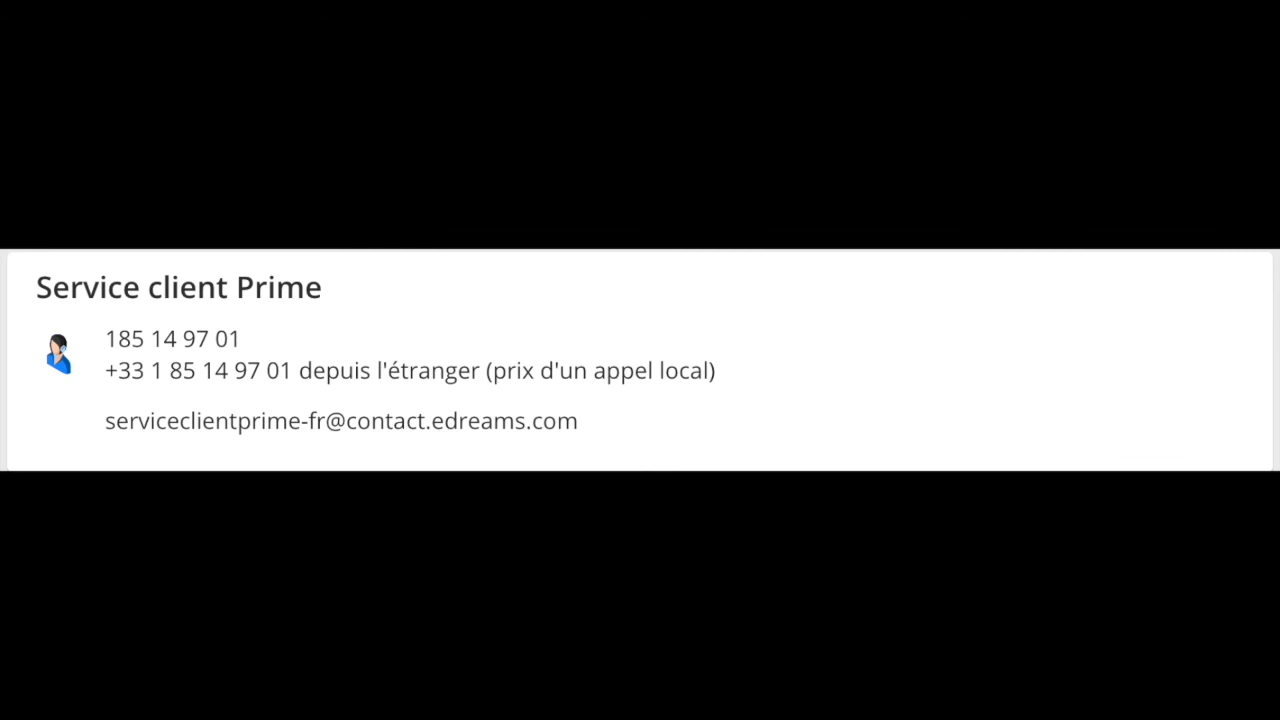 Service client Prime
185 14 97 01
+33 1 85 14 97 01 depuis l'étranger (prix d'un appel local)
serviceclientprime-fr@contact.edreams.com